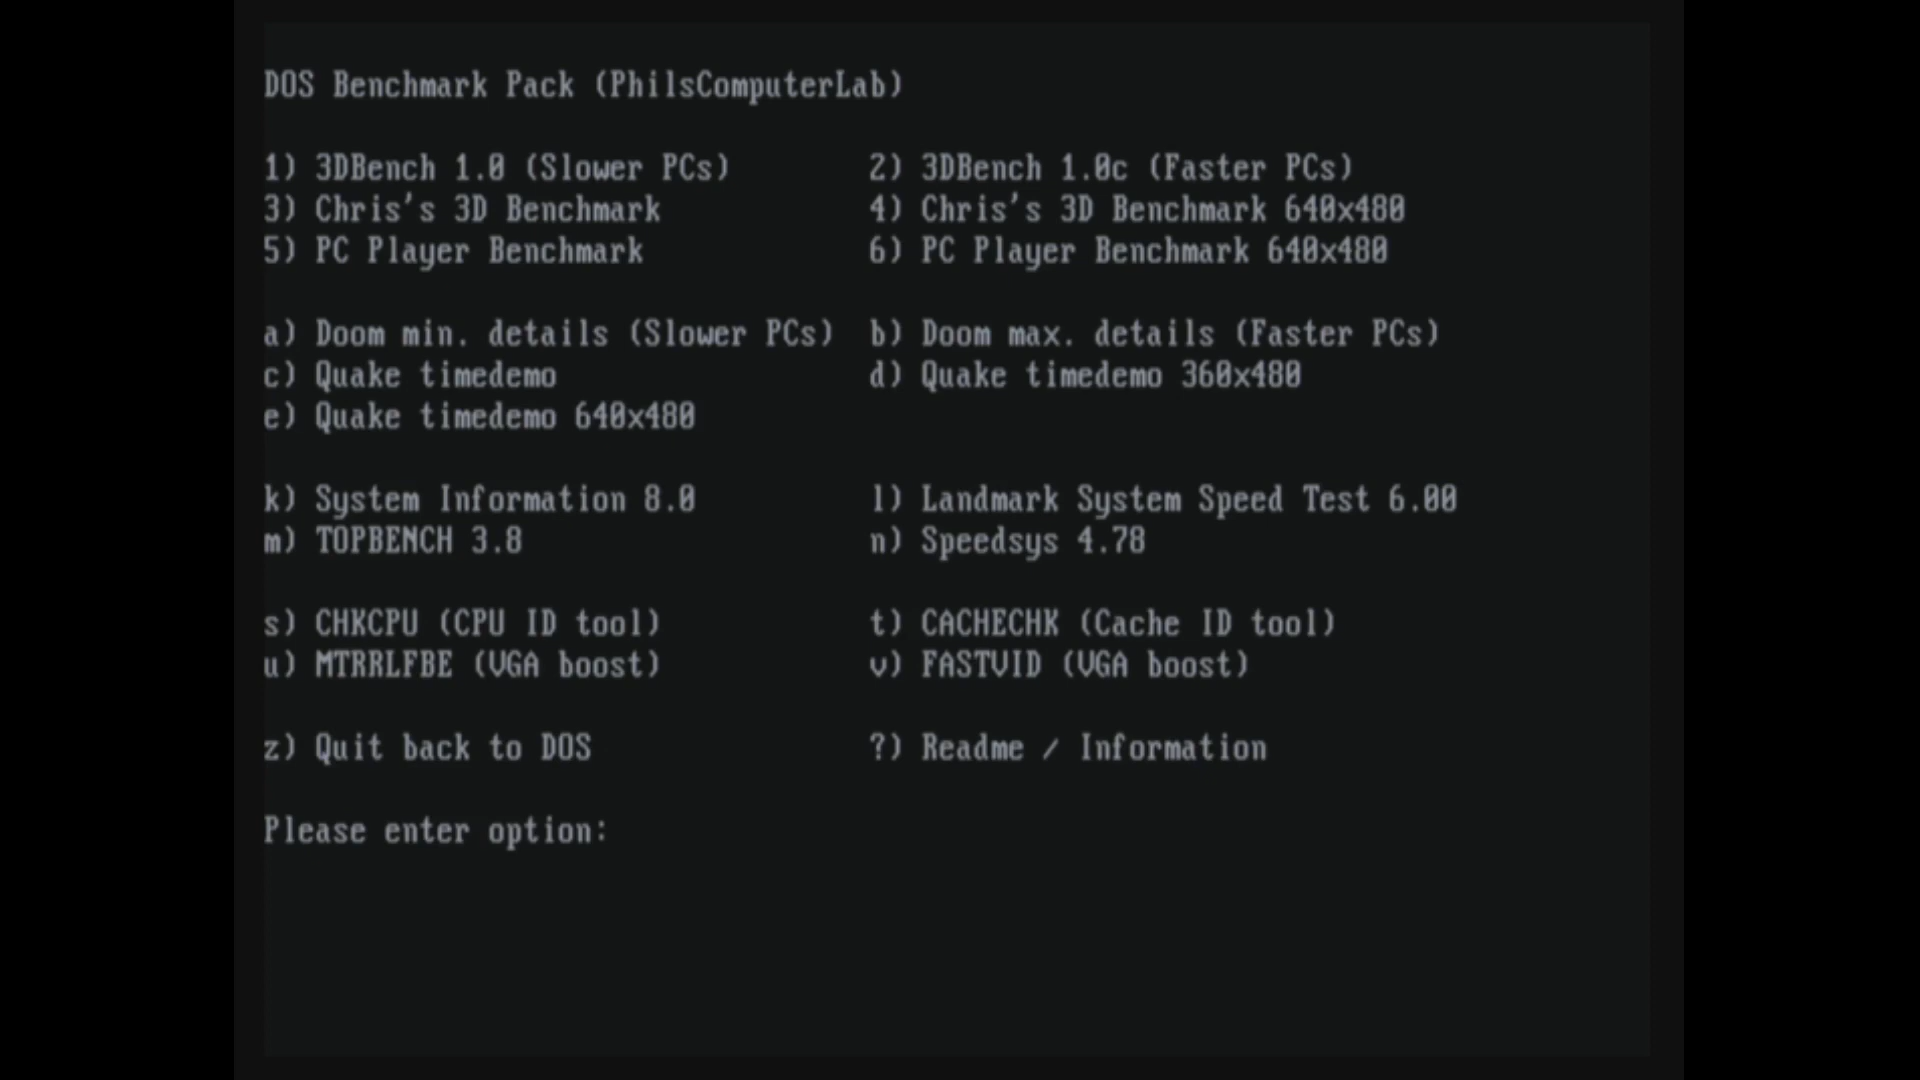 DOS Benchmark Pack (PhilsComputerLab)
1) 3DBench 1.0 (Slower PCs) 2) 3DBench 1.0c (Faster PCs)
3) Chris's 3D Benchmark 4) Chris's 3D Benchmark 640x480
5) PC Player Benchmark 6) PC Player Benchmark 640x480
a) Doom min. details (Slower PCs) b) Doom max. details (Faster PCs)
c) Quake timedemo d) Quake timedemo 360x480
e) Quake timedemo 640x480
k) System Information 8.0 l) Landmark System Speed Test 6.00
m) TOPBENCH 3.8 n) Speedsys 4.78
s) CHKCPU (CPU ID tool) t) CACHECHK (Cache ID tool)
u) MTRRLFBE (VGA boost) v) FASTVID (VGA boost)
z) Quit back to DOS ?) Readme / Information
Please enter option: